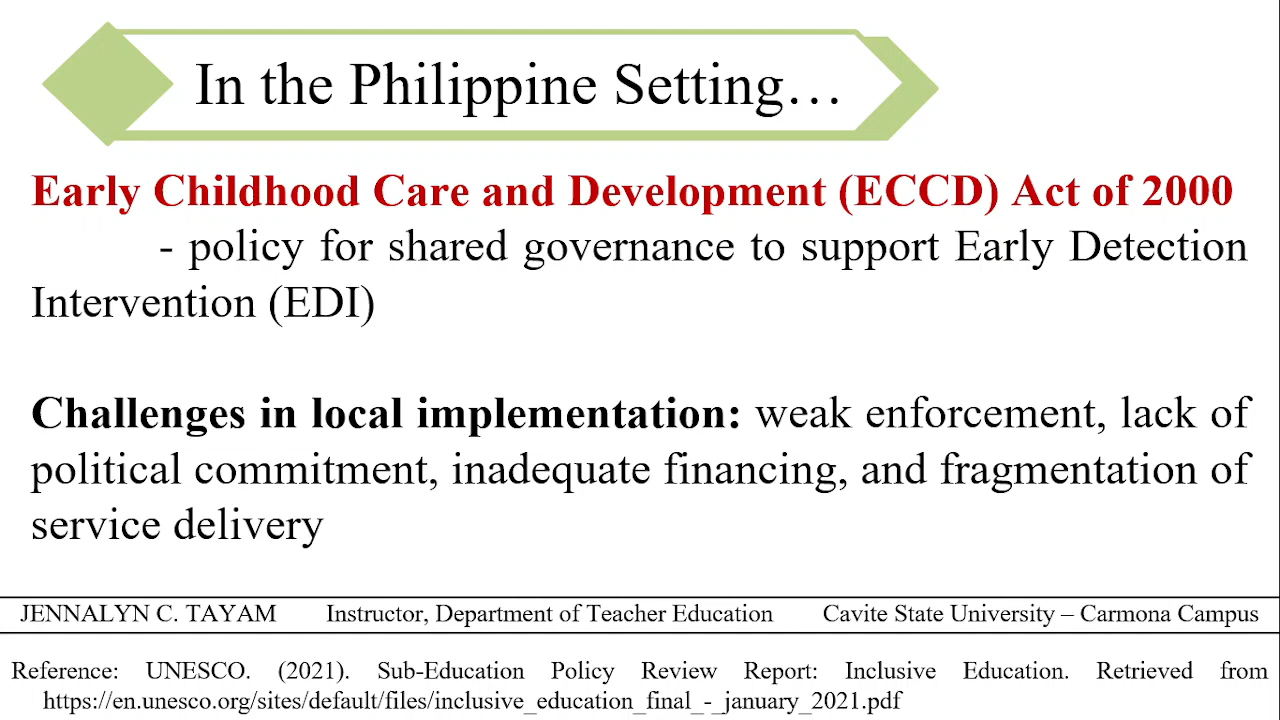 In the Philippine Setting…
Early Childhood Care and Development (ECCD) Act of 2000
- policy for shared governance to support Early Detection
Intervention (EDI)
Challenges in local implementation: weak enforcement, lack of
political commitment, inadequate financing, and fragmentation of
service delivery
JENNALYN C. TAYAM Instructor, Department of Teacher Education Cavite State University – Carmona Campus
Reference: UNESCO. (2021). Sub-Education Policy Review Report: Inclusive Education. Retrieved from
https://en.unesco.org/sites/default/files/inclusive_education_final_-_january_2021.pdf